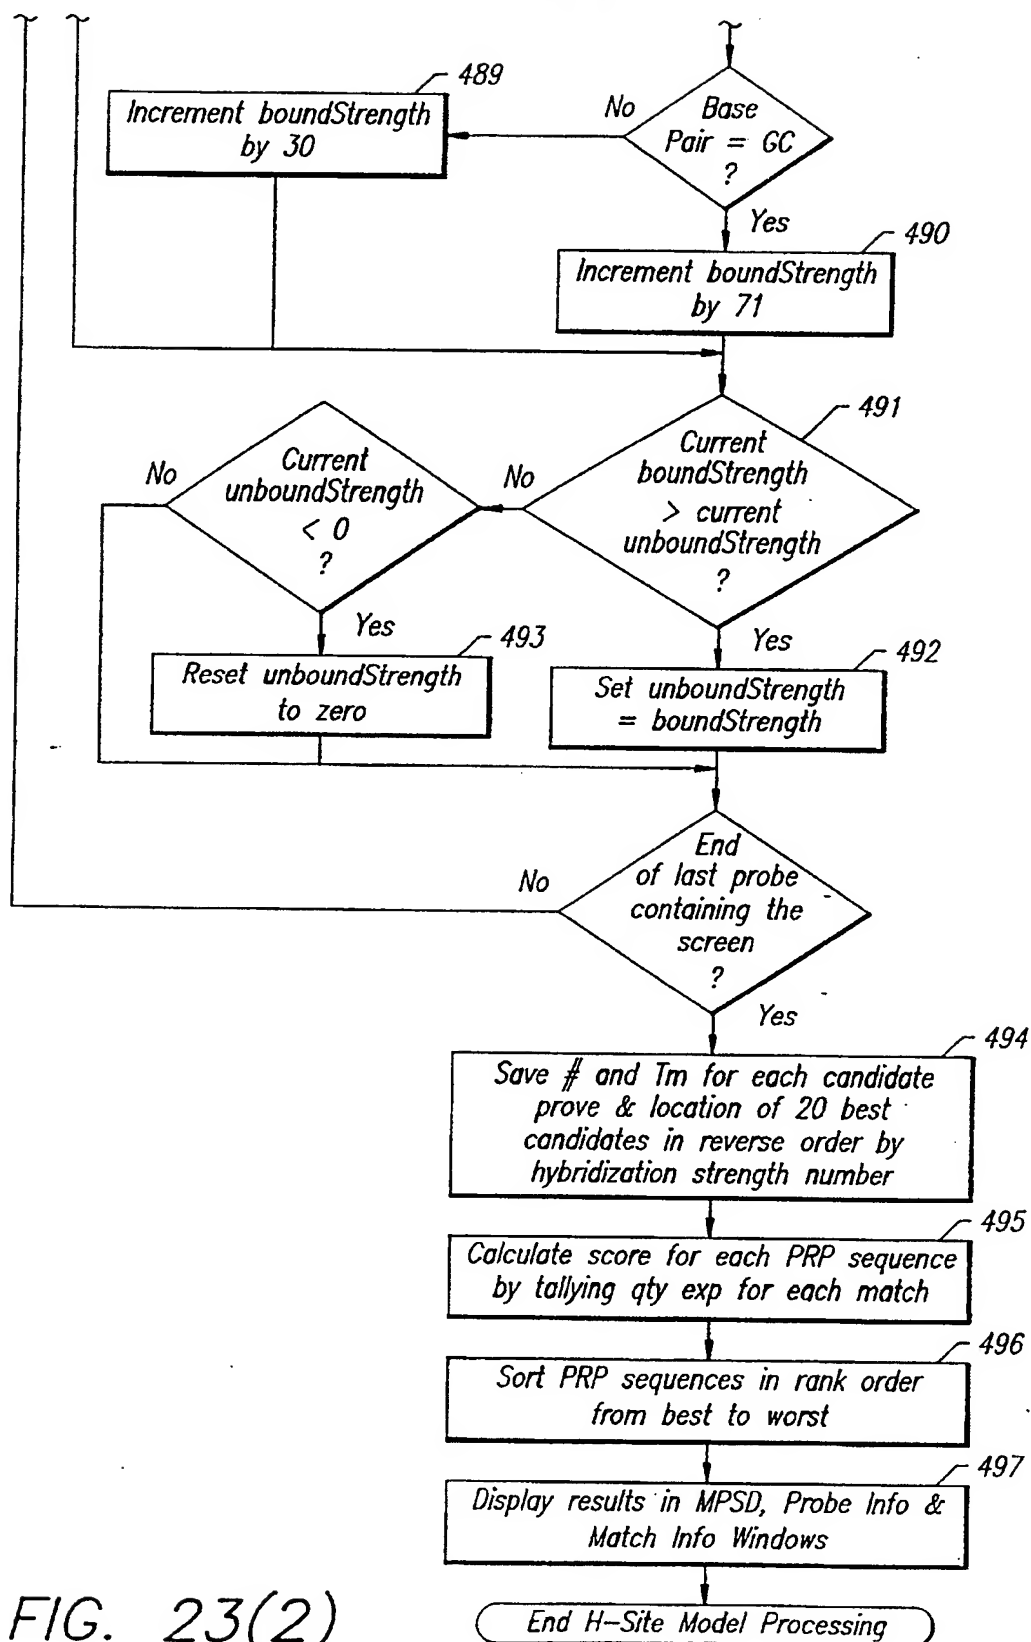 489
Increment boundStrength
by 30
No
Base
Pair = GC
?
Yes
490
Increment boundStrength
by 71
491
Current
boundStrength
> current
unboundStrength
?
No
Current
unboundStrength
< 0
?
No
Yes
493
Reset unboundStrength
to zero
Yes
492
Set unboundStrength
= boundStrength
End
of last probe
containing the
screen
?
No
Yes
494
Save # and Tm for each candidate
prove & location of 20 best
candidates in reverse order by
hybridization strength number
495
Calculate score for each PRP sequence
by tallying qty exp for each match
496
Sort PRP sequences in rank order
from best to worst
497
Display results in MPSD, Probe Info &
Match Info Windows
End H-Site Model Processing
FIG. 23(2)